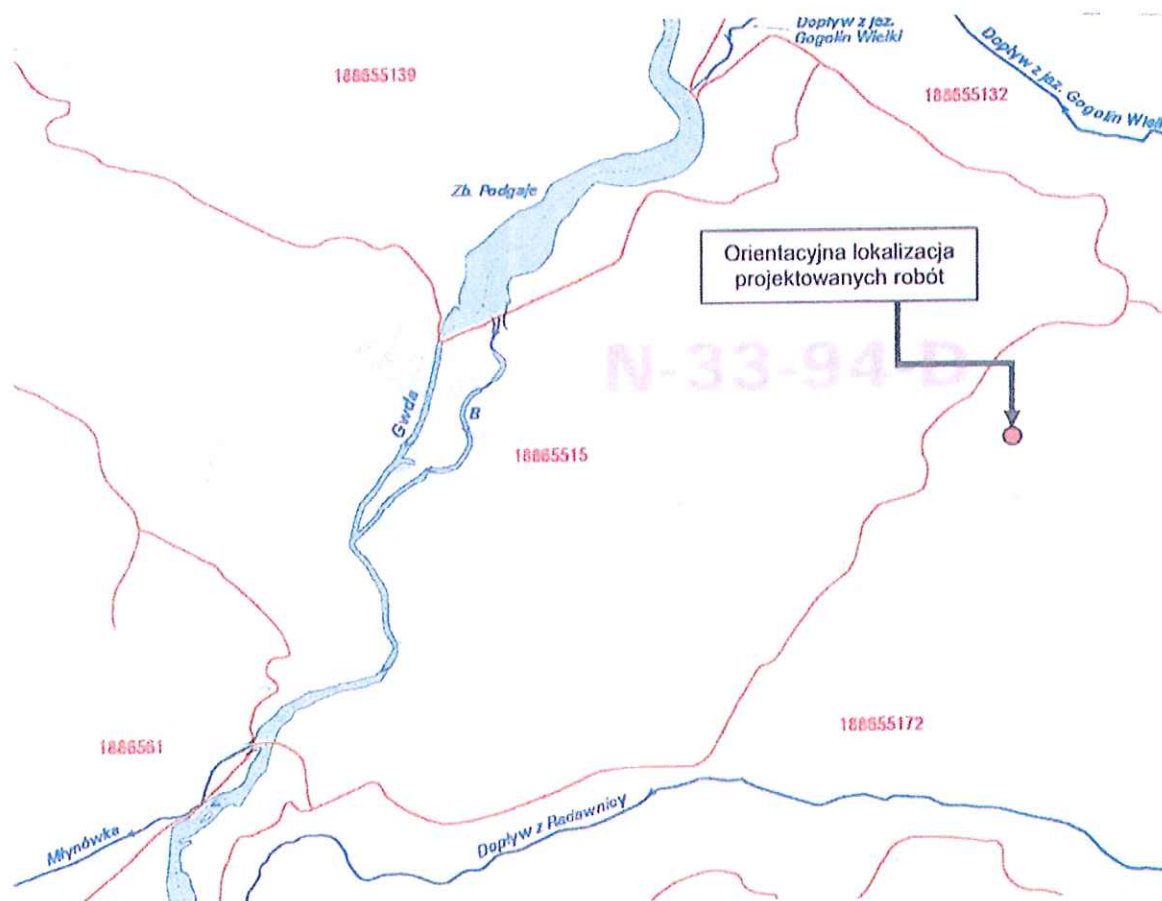 Dopływ z jez.
Gogolin Wielki
188655139
Dopływ z jez. Gogolin Wielk
188655132
Zb. Podgaje
Orientacyjna lokalizacja
projektowanych robót
N-33-94-D
Gwda
B
18865515
188655172
1886561
Młynówka
Dopływ z Radawnicy